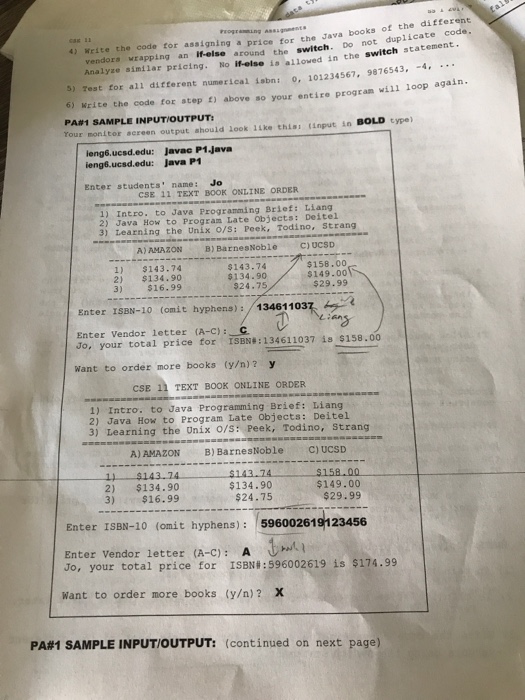 CSE 11 Programming Assignments
4) Write the code for assigning a price for the Java books of the different
vendors wrapping an if-else around the switch. Do not duplicate code.
Analyze similar pricing. No if-else is allowed in the switch statement.
5) Test for all different numerical isbn: 0, 101234567, 9876543, -4, ...
6) Write the code for step f) above so your entire program will loop again.
PA#1 SAMPLE INPUT/OUTPUT:
Your monitor screen output should look like this: (input in BOLD type)
ieng6.ucsd.edu: javac P1.java
ieng6.ucsd.edu: java P1
Enter students' name: Jo
CSE 11 TEXT BOOK ONLINE ORDER
1) Intro. to Java Programming Brief: Liang
2) Java How to Program Late Objects: Deitel
3) Learning the Unix O/S: Peek, Todino, Strang
A) AMAZON B) BarnesNoble C) UCSD
1) $143.74 $143.74 $158.00
2) $134.90 $134.90 $149.00
3) $16.99 $24.75 $29.99
Enter ISBN-10 (omit hyphens): 134611037
Liang
Enter Vendor letter (A-C): C
Jo, your total price for ISBN#:134611037 is $158.00
Want to order more books (y/n)? y
CSE 11 TEXT BOOK ONLINE ORDER
1) Intro. to Java Programming Brief: Liang
2) Java How to Program Late Objects: Deitel
3) Learning the Unix O/S: Peek, Todino, Strang
A) AMAZON B) BarnesNoble C) UCSD
1) $143.74 $143.74 $158.00
2) $134.90 $134.90 $149.00
3) $16.99 $24.75 $29.99
Enter ISBN-10 (omit hyphens): 596002619 123456
Enter Vendor letter (A-C): A
Jo, your total price for ISBN#:596002619 is $174.99
Want to order more books (y/n)? X
PA#1 SAMPLE INPUT/OUTPUT: (continued on next page)